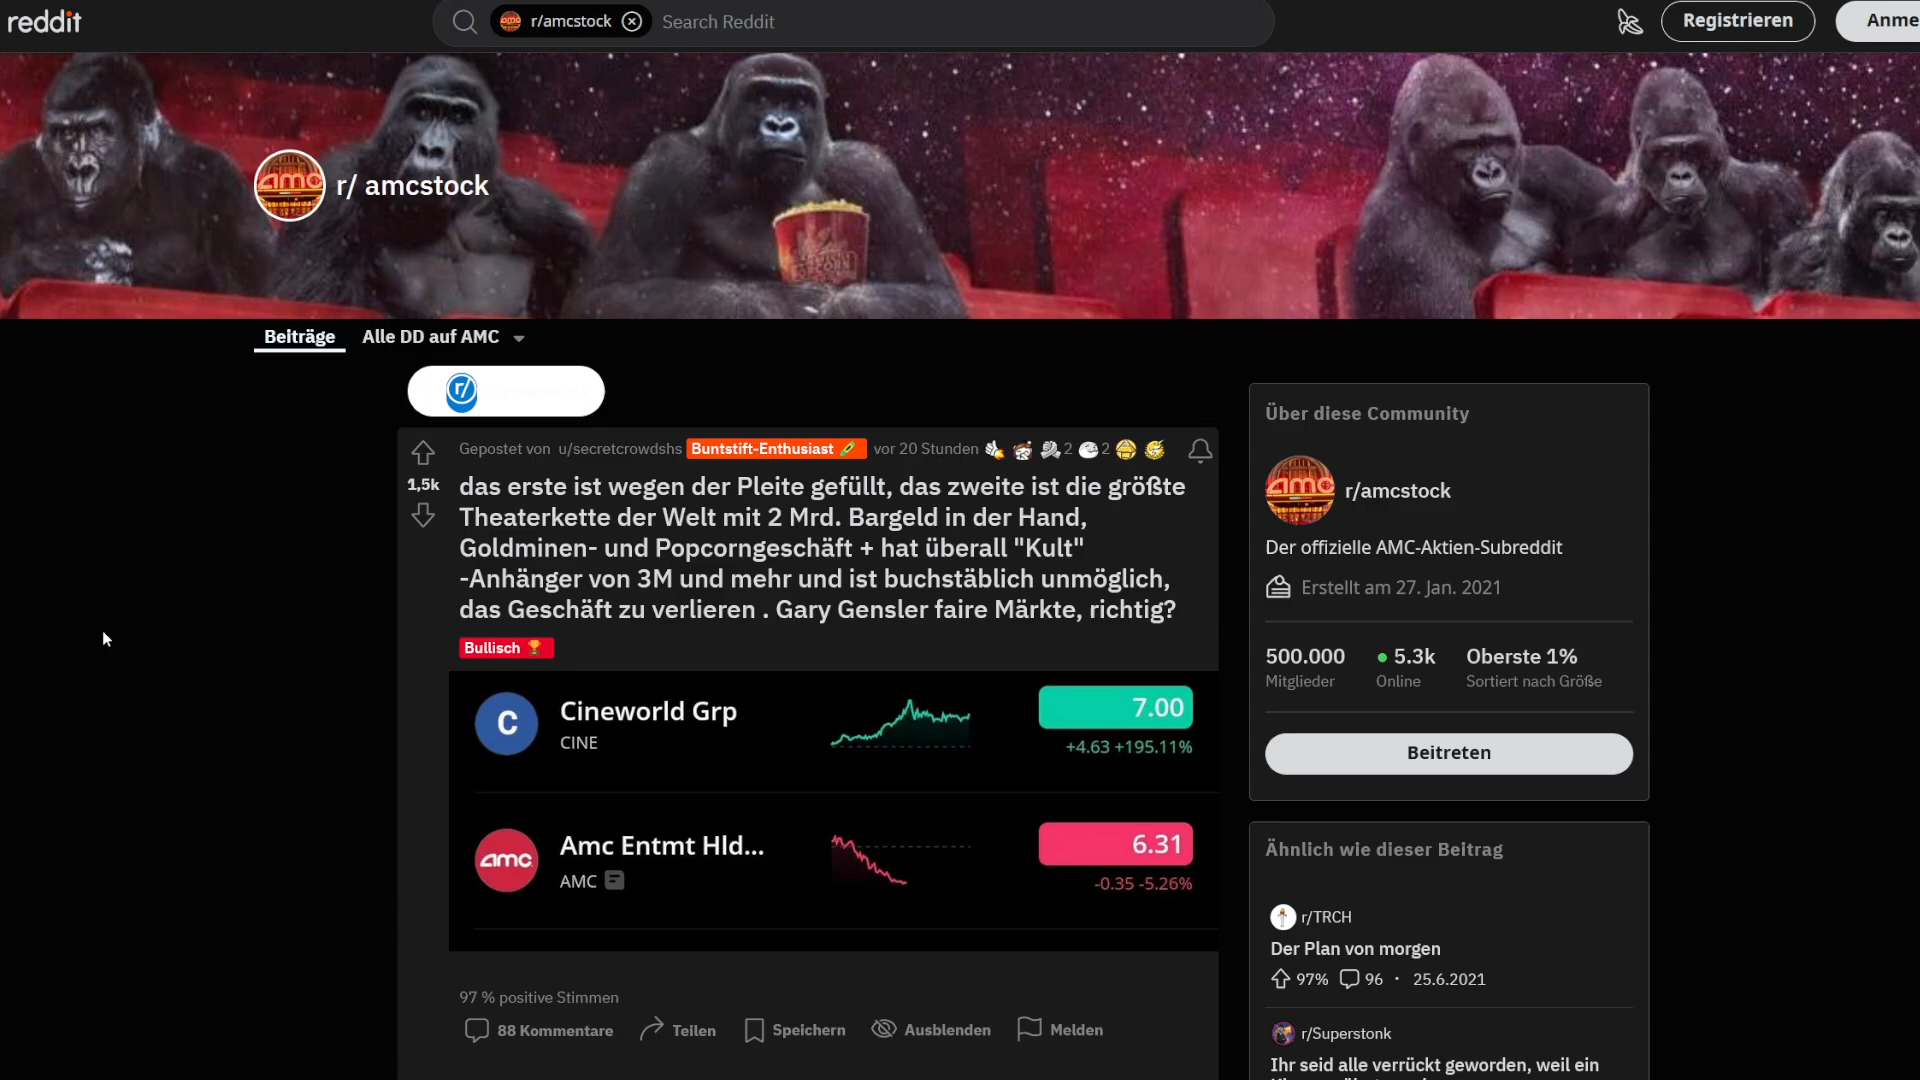 reddit
r/amcstock
Search Reddit
Registrieren
Anme
r/ amcstock
Beiträge
Alle DD auf AMC
r/
Gepostet von u/secretcrowdshs Buntstift-Enthusiast vor 20 Stunden 2 2
1,5k
das erste ist wegen der Pleite gefüllt, das zweite ist die größte
Theaterkette der Welt mit 2 Mrd. Bargeld in der Hand,
Goldminen- und Popcorngeschäft + hat überall "Kult"
-Anhänger von 3M und mehr und ist buchstäblich unmöglich,
das Geschäft zu verlieren . Gary Gensler faire Märkte, richtig?
Bullisch
C
Cineworld Grp
CINE
7.00
+4.63 +195.11%
amc
Amc Entmt Hld...
AMC
6.31
-0.35 -5.26%
97 % positive Stimmen
88 Kommentare
Teilen
Speichern
Ausblenden
Melden
Über diese Community
amc
r/amcstock
Der offizielle AMC-Aktien-Subreddit
Erstellt am 27. Jan. 2021
500.000
Mitglieder
5.3k
Online
Oberste 1%
Sortiert nach Größe
Beitreten
Ähnlich wie dieser Beitrag
r/TRCH
Der Plan von morgen
97% 96 · 25.6.2021
r/Superstonk
Ihr seid alle verrückt geworden, weil ein